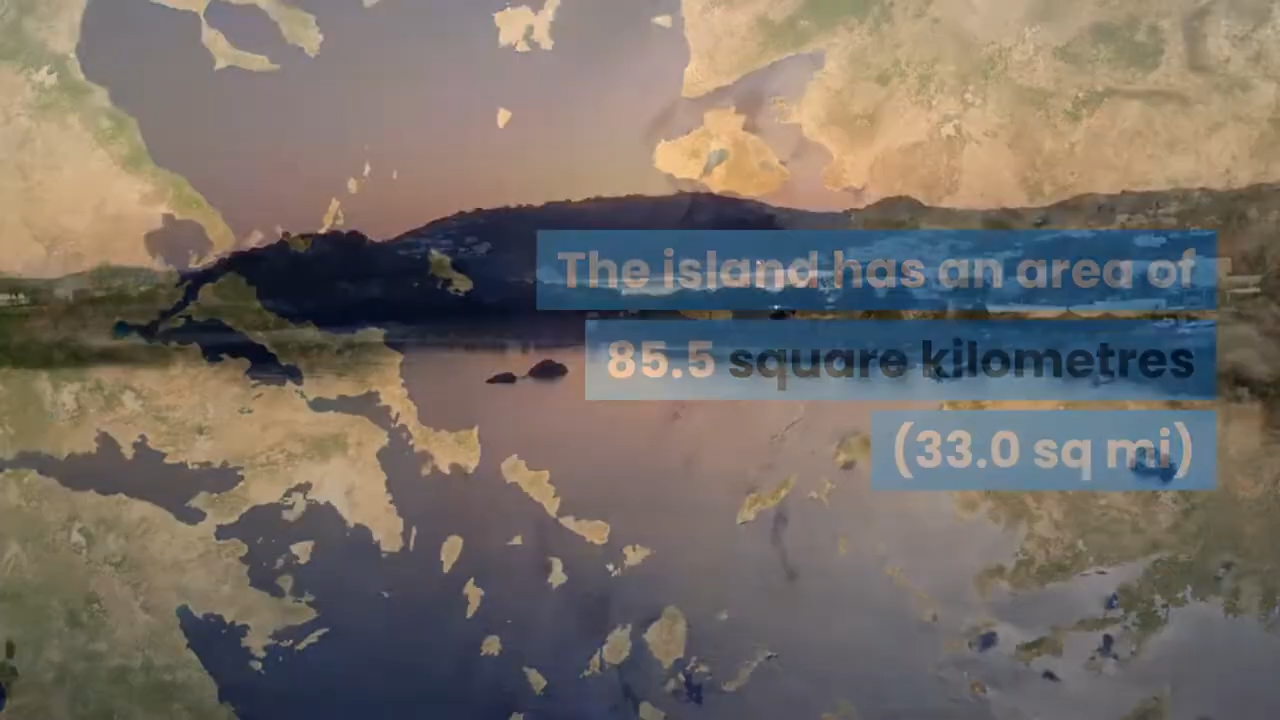 The island has an area of
85.5 square kilometres
(33.0 sq mi)